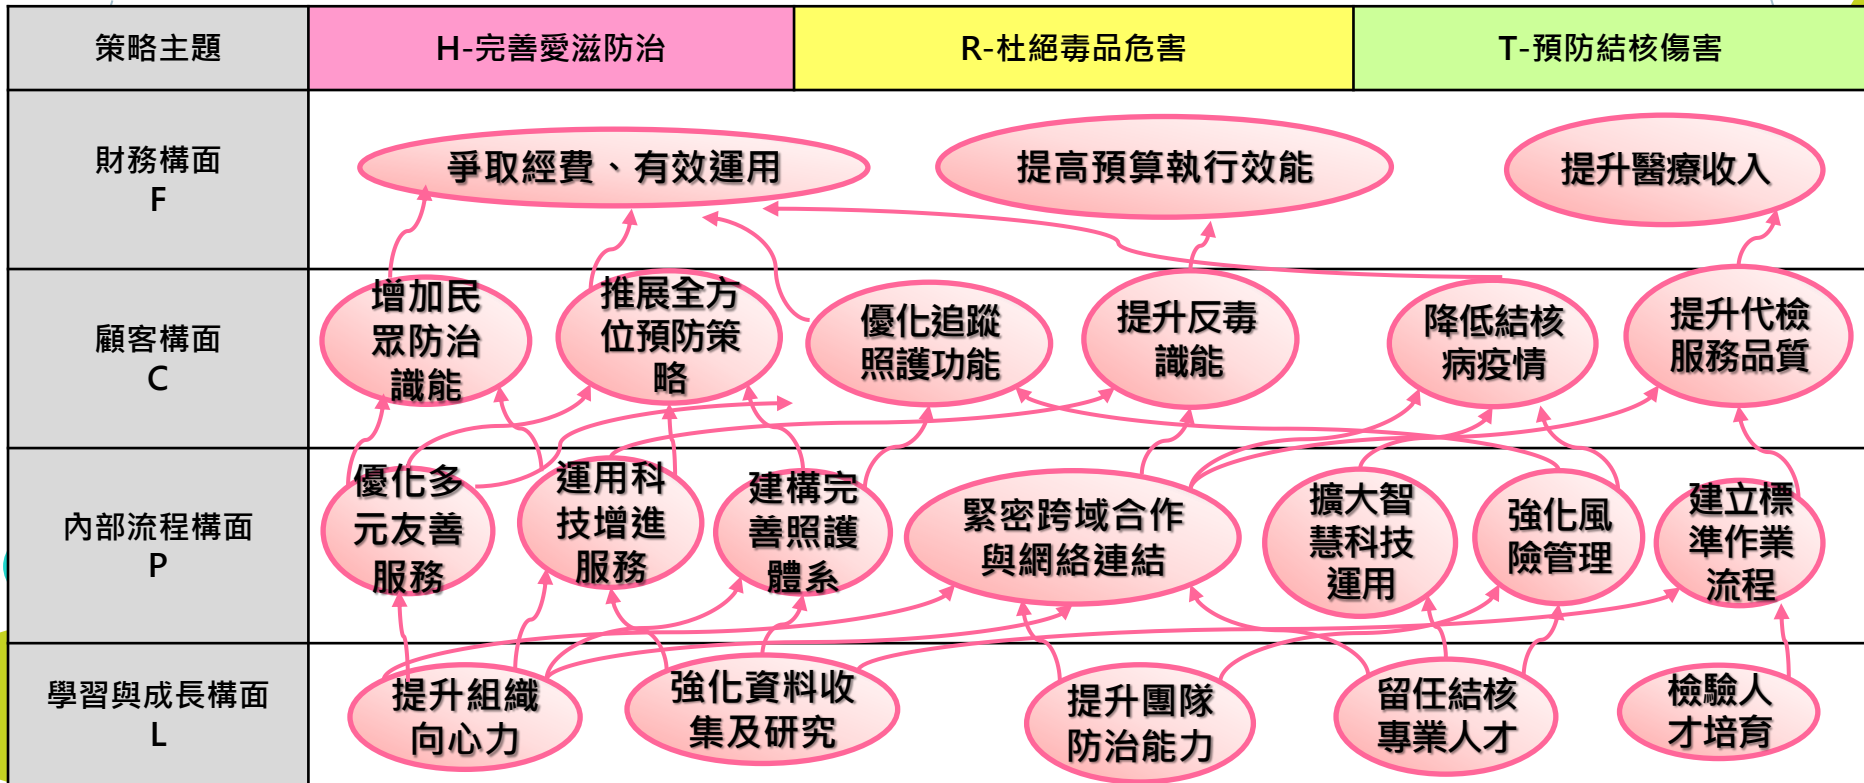 策略主題
H-完善愛滋防治
R-杜絕毒品危害
T-預防結核傷害
財務構面
F
爭取經費、有效運用
提高預算執行效能
提升醫療收入
顧客構面
C
增加民
眾防治
識能
推展全方
位預防策
略
優化追蹤
照護功能
提升反毒
識能
降低結核
病疫情
提升代檢
服務品質
內部流程構面
P
優化多
元友善
服務
運用科
技增進
服務
建構完
善照護
體系
緊密跨域合作
與網絡連結
擴大智
慧科技
運用
強化風
險管理
建立標
準作業
流程
學習與成長構面
L
提升組織
向心力
強化資料收
集及研究
提升團隊
防治能力
留任結核
專業人才
檢驗人
才培育